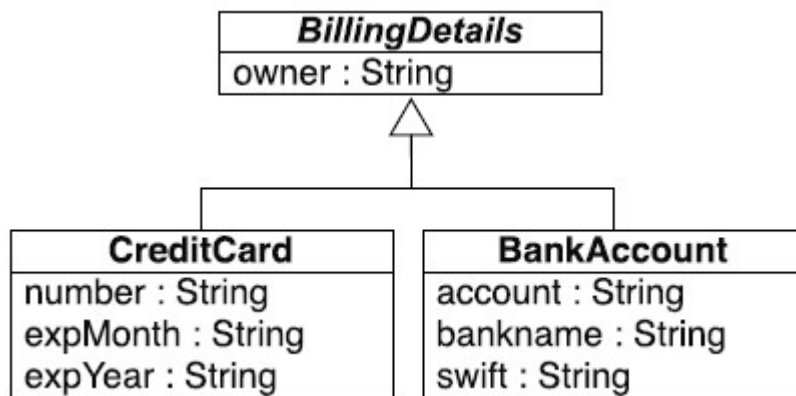 BillingDetails
owner : String
CreditCard
number : String
expMonth : String
expYear : String
BankAccount
account : String
bankname : String
swift : String